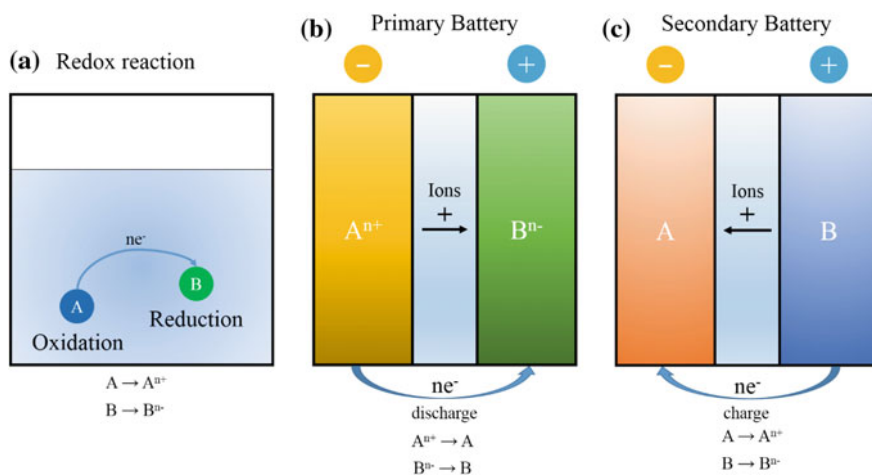 (a) Redox reaction
ne⁻
A
B
Oxidation
Reduction
A → Aⁿ⁺
B → Bⁿ⁻
(b) Primary Battery
−
+
Aⁿ⁺
Ions
+
Bⁿ⁻
ne⁻
discharge
Aⁿ⁺ → A
Bⁿ⁻ → B
(c) Secondary Battery
−
+
A
Ions
+
B
ne⁻
charge
A → Aⁿ⁺
B → Bⁿ⁻